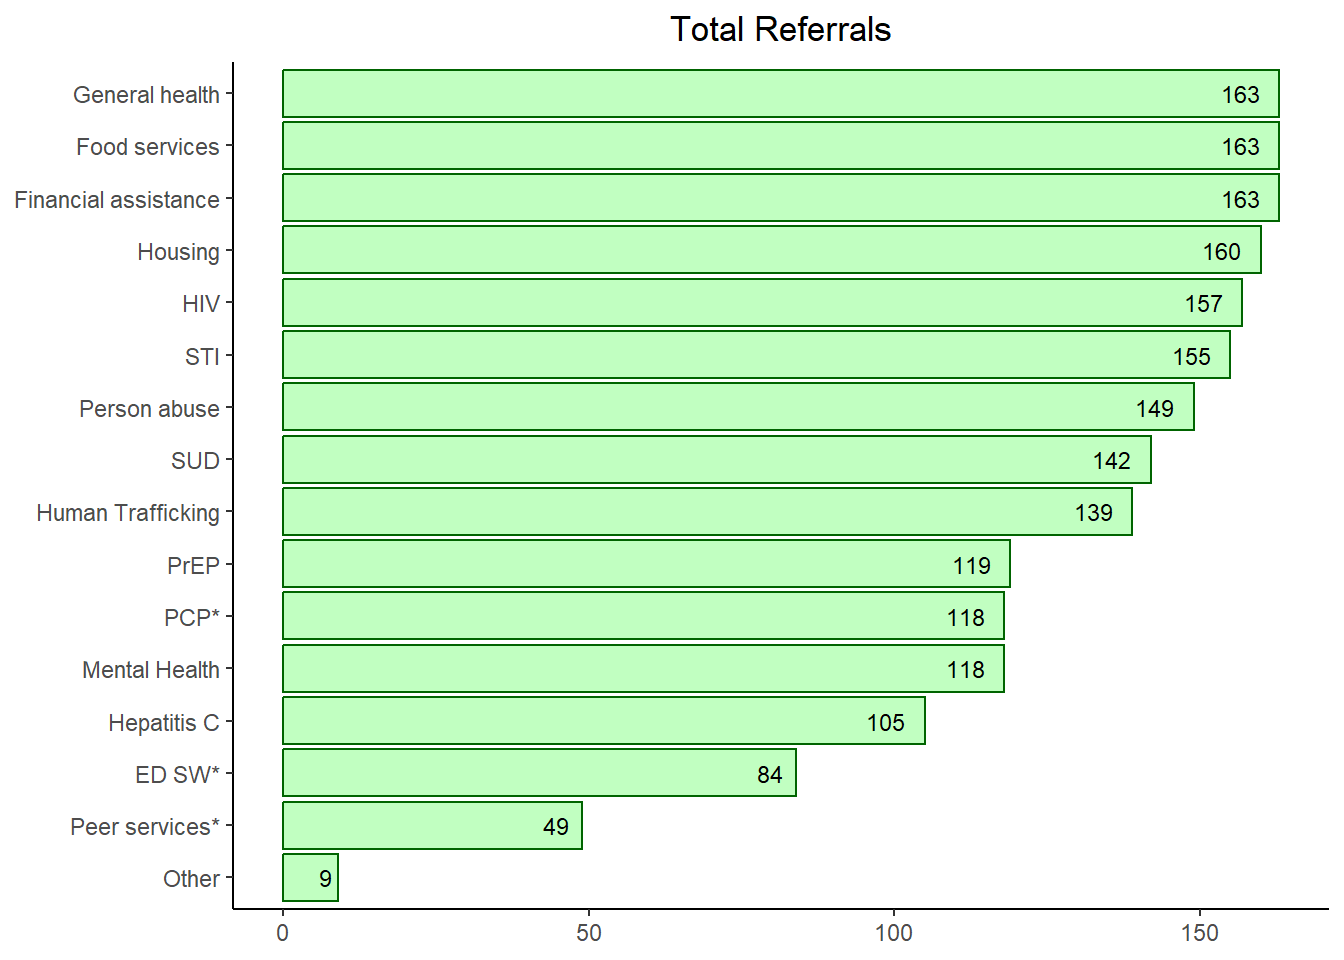 Total Referrals
General health 163
Food services 163
Financial assistance 163
Housing 160
HIV 157
STI 155
Person abuse 149
SUD 142
Human Trafficking 139
PrEP 119
PCP* 118
Mental Health 118
Hepatitis C 105
ED SW* 84
Peer services* 49
Other 9
0 50 100 150